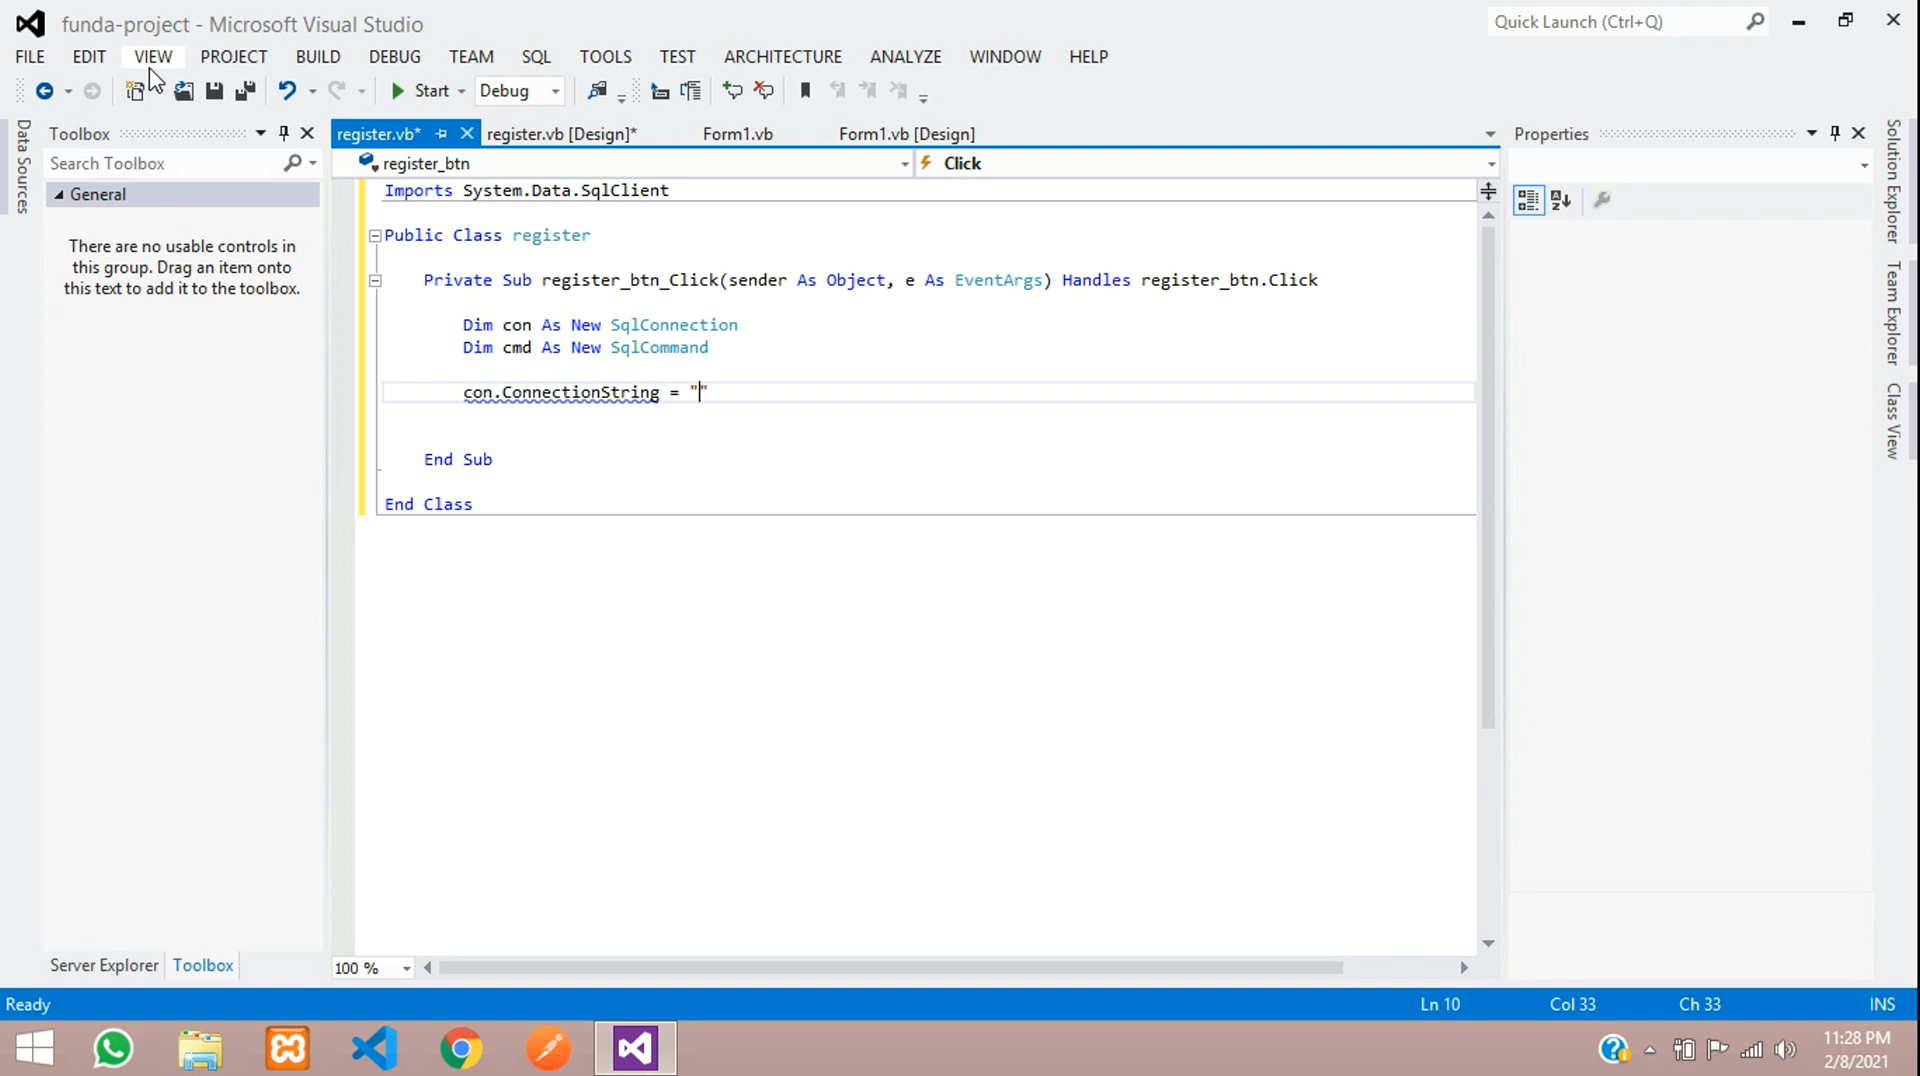 funda-project - Microsoft Visual Studio
Quick Launch (Ctrl+Q)
FILE EDIT VIEW PROJECT BUILD DEBUG TEAM SQL TOOLS TEST ARCHITECTURE ANALYZE WINDOW HELP
Start Debug
Data Sources
Toolbox
Search Toolbox
General
There are no usable controls in
this group. Drag an item onto
this text to add it to the toolbox.
Server Explorer Toolbox
register.vb* register.vb [Design]* Form1.vb Form1.vb [Design]
register_btn Click
Imports System.Data.SqlClient
Public Class register
Private Sub register_btn_Click(sender As Object, e As EventArgs) Handles register_btn.Click
Dim con As New SqlConnection
Dim cmd As New SqlCommand
con.ConnectionString = ""
End Sub
End Class
100 %
Properties
Solution Explorer
Team Explorer
Class View
Ready Ln 10 Col 33 Ch 33 INS
11:28 PM
2/8/2021